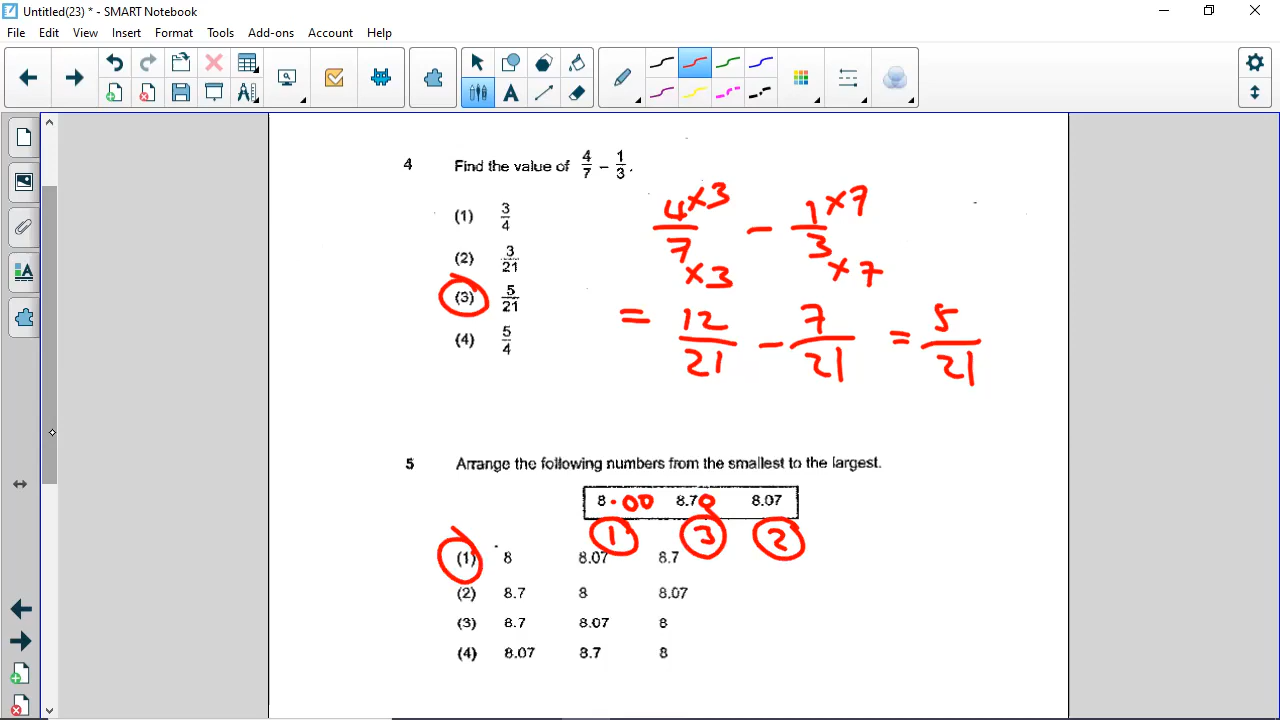 Untitled(23) * - SMART Notebook
File Edit View Insert Format Tools Add-ons Account Help
4 Find the value of 4/7 − 1/3.
(1) 3/4
(2) 3/21
(3) 5/21
(4) 5/4
4×3/7×3 − 1×7/3×7
= 12/21 − 7/21 = 5/21
5 Arrange the following numbers from the smallest to the largest.
8.00 8.70 8.07
1 3 2
(1) 8 8.07 8.7
(2) 8.7 8 8.07
(3) 8.7 8.07 8
(4) 8.07 8.7 8